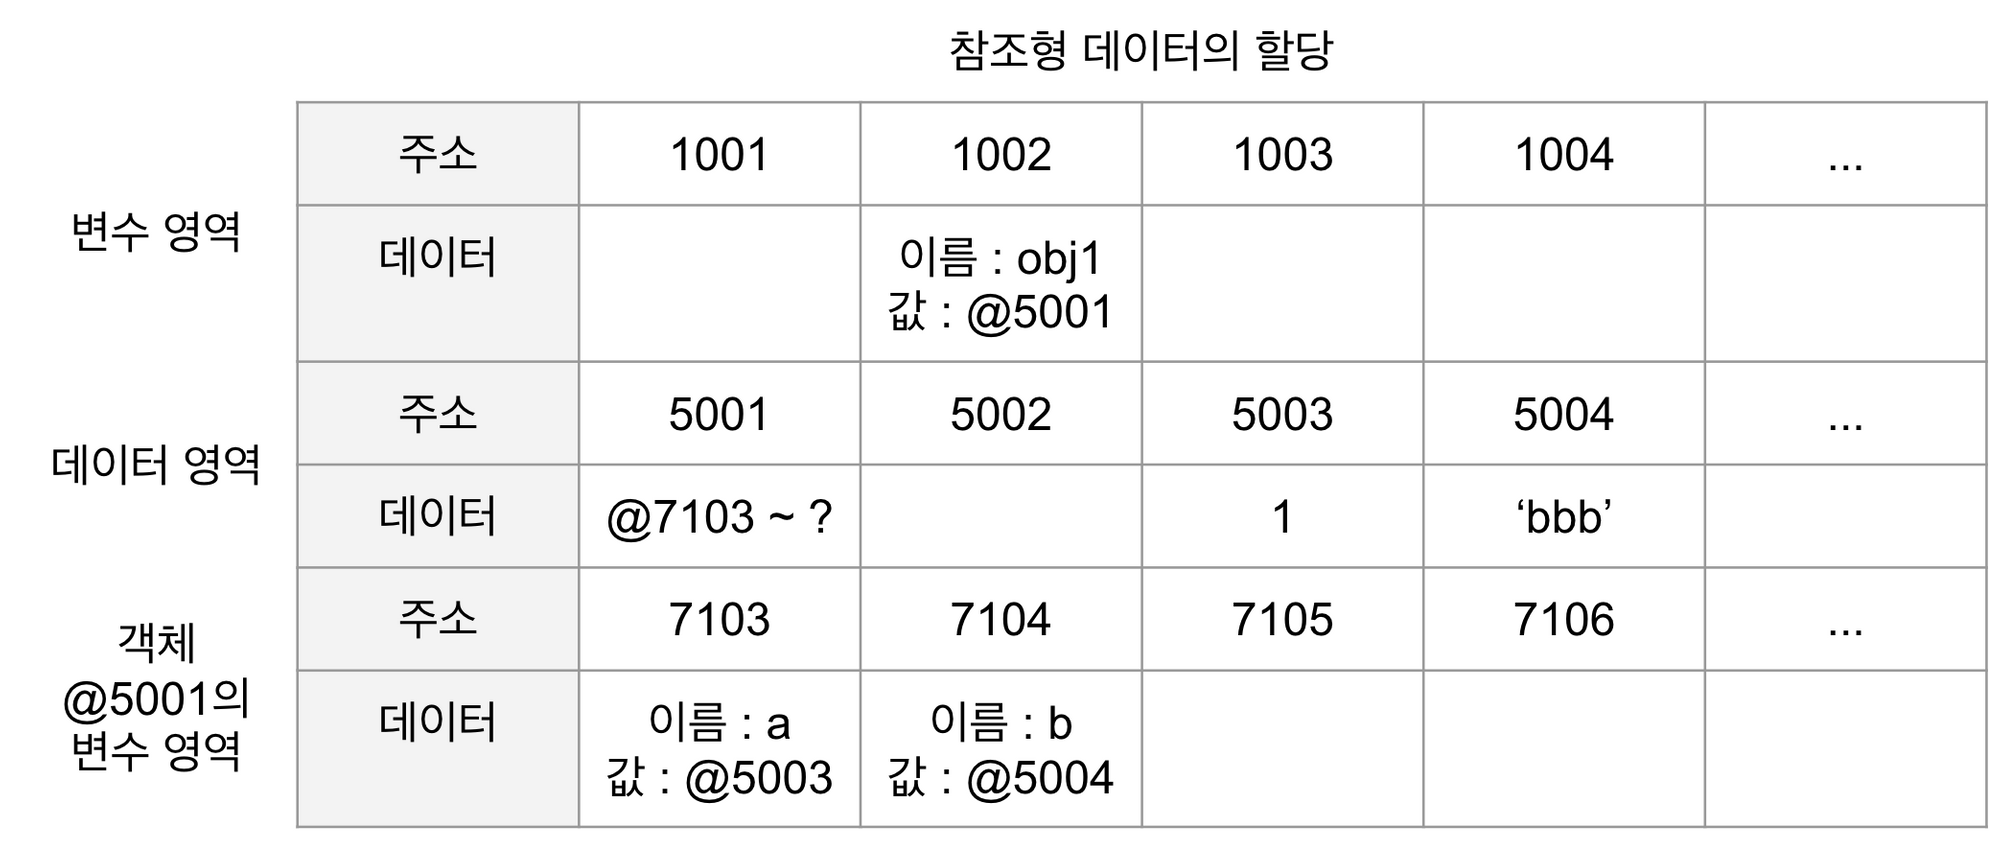 참조형 데이터의 할당
변수 영역
주소 1001 1002 1003 1004 ...
데이터 이름 : obj1
값 : @5001
데이터 영역
주소 5001 5002 5003 5004 ...
데이터 @7103 ~ ? 1 ‘bbb’
객체
@5001의
변수 영역
주소 7103 7104 7105 7106 ...
데이터 이름 : a 이름 : b
값 : @5003 값 : @5004